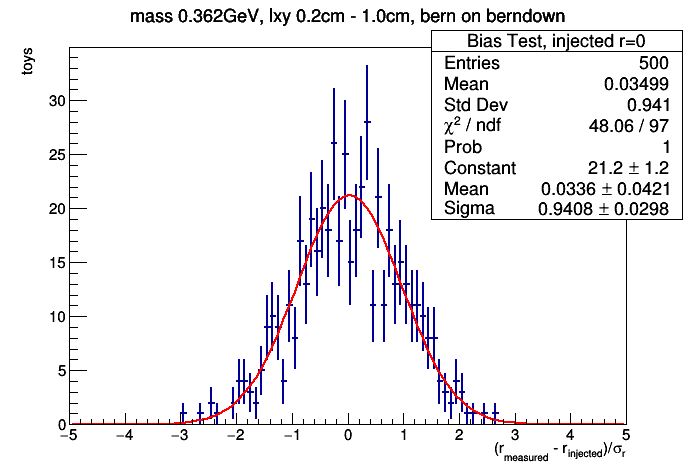 mass 0.362GeV, lxy 0.2cm - 1.0cm, bern on berndown
Bias Test, injected r=0
Entries 500
Mean 0.03499
Std Dev 0.941
χ² / ndf 48.06 / 97
Prob 1
Constant 21.2 ± 1.2
Mean 0.0336 ± 0.0421
Sigma 0.9408 ± 0.0298
toys
30
25
20
15
10
5
0
−5 −4 −3 −2 −1 0 1 2 3 4 5
(r_measured - r_injected)/σ_r